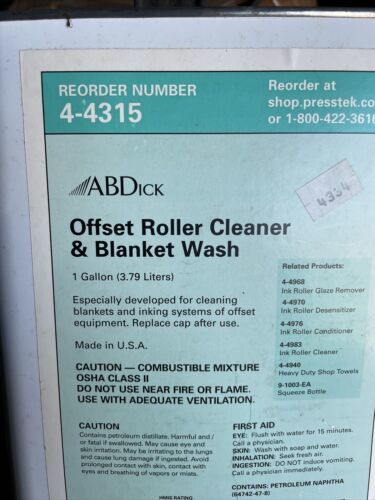 REORDER NUMBER
4-4315
Reorder at
shop.presstek.co
or 1-800-422-3616
ABDICK
4334
Offset Roller Cleaner
& Blanket Wash
1 Gallon (3.79 Liters)
Especially developed for cleaning
blankets and inking systems of offset
equipment. Replace cap after use.
Made in U.S.A.
CAUTION — COMBUSTIBLE MIXTURE
OSHA CLASS II
DO NOT USE NEAR FIRE OR FLAME.
USE WITH ADEQUATE VENTILATION.
Related Products:
4-4968
Ink Roller Glaze Remover
4-4970
Ink Roller Desensitizer
4-4976
Ink Roller Conditioner
4-4983
Ink Roller Cleaner
4-4940
Heavy Duty Shop Towels
9-1003-EA
Squeeze Bottle
CAUTION
Contains petroleum distillate. Harmful and /
or fatal if swallowed. May cause eye and
skin irritation. May be irritating to the lungs
and cause lung damage if ingested. Avoid
prolonged contact with skin, contact with
eyes and breathing of vapors or mists.
FIRST AID
EYE: Flush with water for 15 minutes.
Call a physician.
SKIN: Wash with soap and water.
INHALATION: Seek fresh air.
INGESTION: DO NOT induce vomiting.
Call a physician immediately.
CONTAINS: PETROLEUM NAPHTHA
(64742-47-8)
HMIS RATING